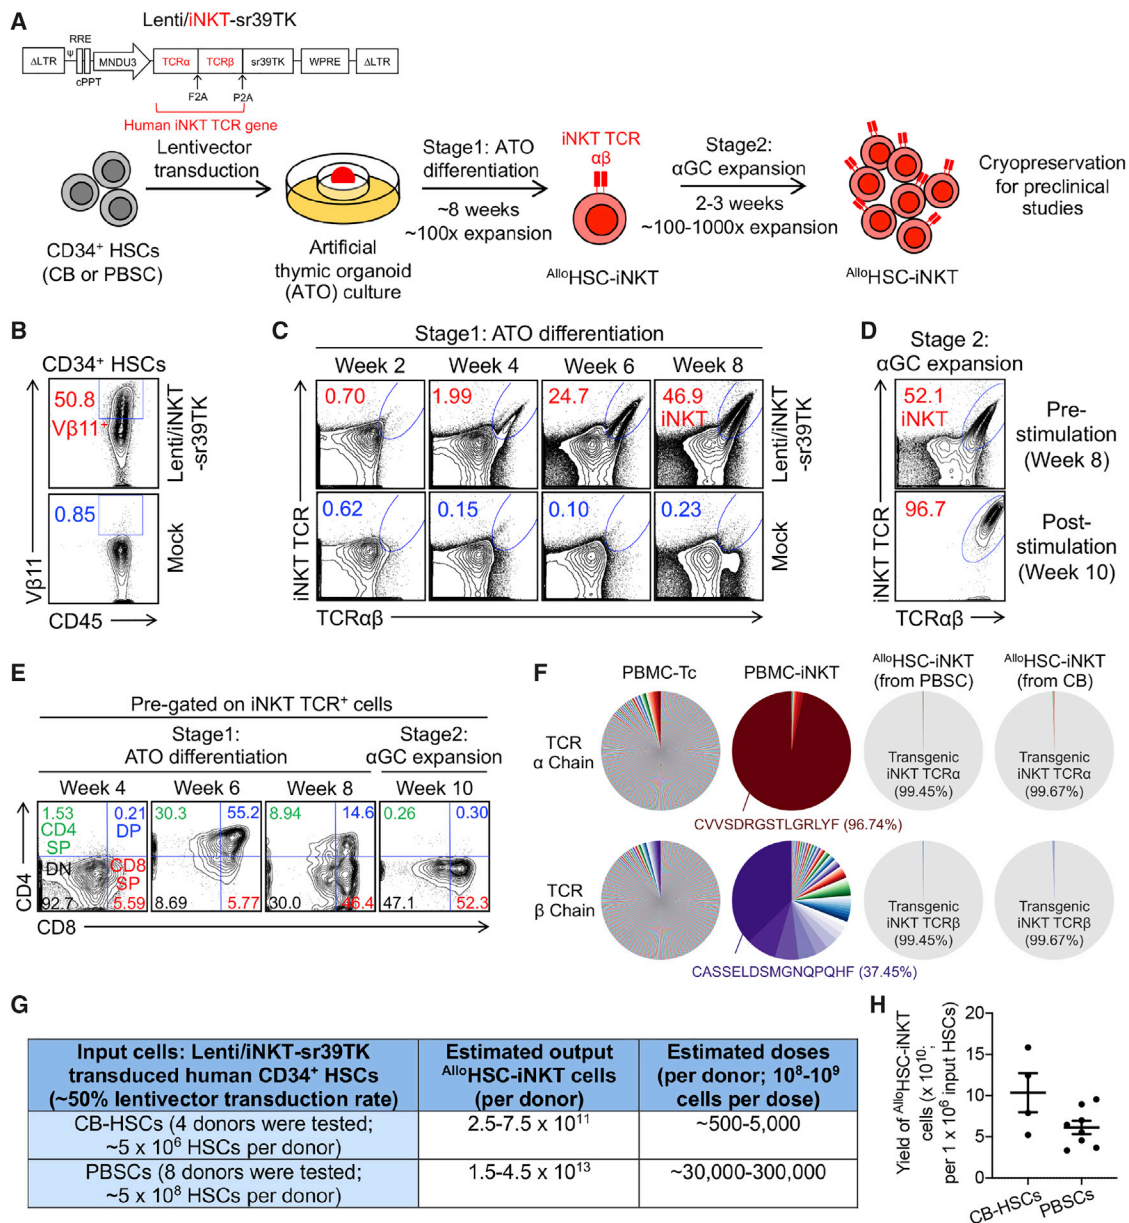 A
Lenti/iNKT-sr39TK
RRE
ΔLTR
Ψ
MNDU3
TCRα
TCRβ
sr39TK
WPRE
ΔLTR
cPPT
F2A
P2A
Human iNKT TCR gene
Lentivector
transduction
Stage1: ATO
differentiation
~8 weeks
~100x expansion
iNKT TCR
αβ
Stage2:
αGC expansion
2-3 weeks
~100-1000x expansion
Cryopreservation
for preclinical
studies
CD34+ HSCs
(CB or PBSC)
Artificial
thymic organoid
(ATO) culture
AlloHSC-iNKT
AlloHSC-iNKT
B
CD34+ HSCs
50.8
Vβ11+
0.85
Lenti/iNKT
-sr39TK
Mock
Vβ11
CD45
C
Stage1: ATO differentiation
Week 2
Week 4
Week 6
Week 8
0.70
1.99
24.7
46.9
iNKT
0.62
0.15
0.10
0.23
Lenti/iNKT
-sr39TK
Mock
iNKT TCR
TCRαβ
D
Stage 2:
αGC expansion
52.1
iNKT
96.7
Pre-
stimulation
(Week 8)
Post-
stimulation
(Week 10)
iNKT TCR
TCRαβ
E
Pre-gated on iNKT TCR+ cells
Stage1:
ATO differentiation
Stage2:
αGC expansion
Week 4
Week 6
Week 8
Week 10
1.53
CD4
SP
0.21
DP
DN
92.7
CD8
SP
5.59
30.3
55.2
8.69
5.77
8.94
14.6
30.0
46.4
0.26
0.30
47.1
52.3
CD4
CD8
F
PBMC-Tc
PBMC-iNKT
AlloHSC-iNKT
(from PBSC)
AlloHSC-iNKT
(from CB)
TCR
α Chain
Transgenic
iNKT TCRα
(99.45%)
Transgenic
iNKT TCRα
(99.67%)
CVVSDRGSTLGRLYF (96.74%)
TCR
β Chain
Transgenic
iNKT TCRβ
(99.45%)
Transgenic
iNKT TCRβ
(99.67%)
CASSELDSMGNQPQHF (37.45%)
G
Input cells: Lenti/iNKT-sr39TK
transduced human CD34+ HSCs
(~50% lentivector transduction rate)
Estimated output
AlloHSC-iNKT cells
(per donor)
Estimated doses
(per donor; 10⁸-10⁹
cells per dose)
CB-HSCs (4 donors were tested;
~5 x 10⁶ HSCs per donor)
2.5-7.5 x 10¹¹
~500-5,000
PBSCs (8 donors were tested;
~5 x 10⁸ HSCs per donor)
1.5-4.5 x 10¹³
~30,000-300,000
H
Yield of AlloHSC-iNKT
cells (x 10¹⁰;
per 1 x 10⁶ input HSCs)
20
15
10
5
0
CB-HSCs
PBSCs